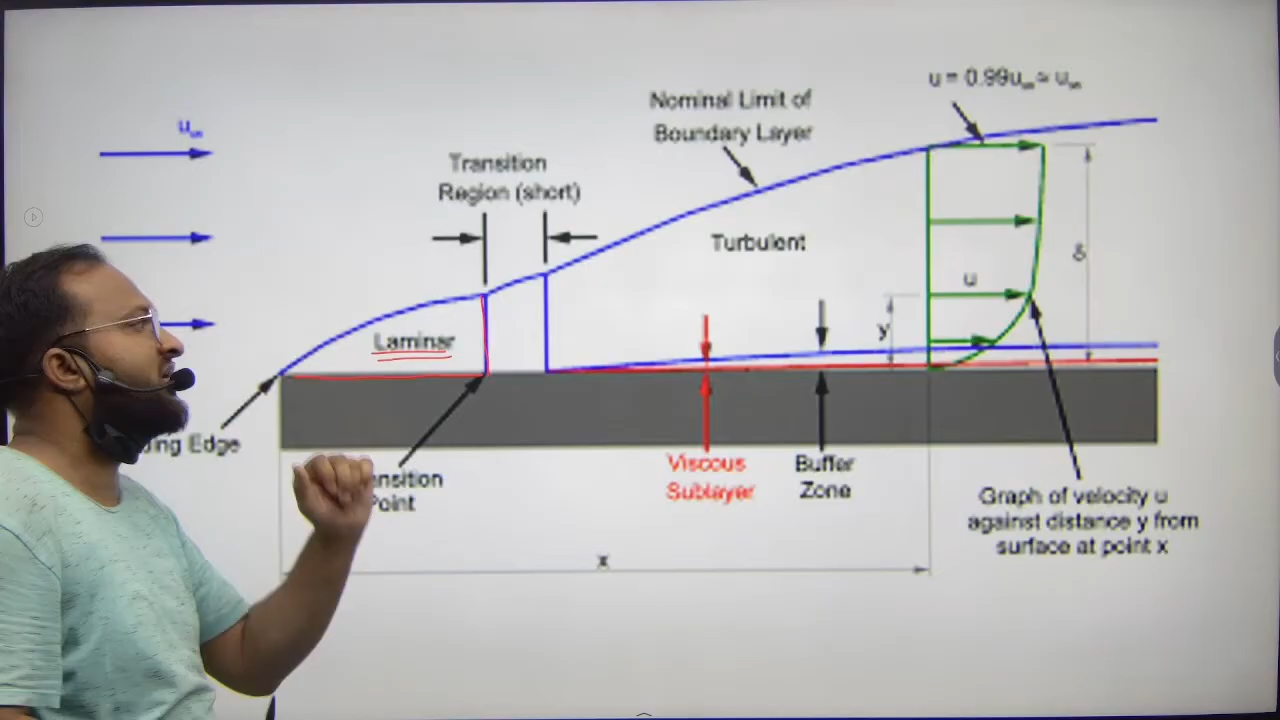 u = 0.99u∞ ≃ u∞
Nominal Limit of
Boundary Layer
u∞
Transition
Region (short)
Turbulent
δ
u
y
Laminar
Edge
Point
Viscous
Sublayer
Buffer
Zone
Graph of velocity u
against distance y from
surface at point x
x